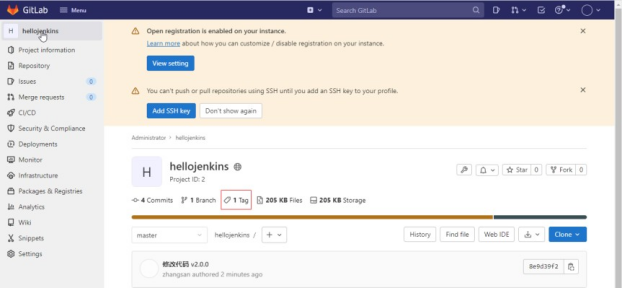 GitLab
Menu
Search GitLab
H hellojenkins
Project information
Repository
Issues 0
Merge requests 0
CI/CD
Security & Compliance
Deployments
Monitor
Infrastructure
Packages & Registries
Analytics
Wiki
Snippets
Settings
Open registration is enabled on your instance.
Learn more about how you can customize / disable registration on your instance.
View setting
You can't push or pull repositories using SSH until you add an SSH key to your profile.
Add SSH key Don't show again
Administrator > hellojenkins
H
hellojenkins
Project ID: 2
Star 0 Fork 0
4 Commits 1 Branch 1 Tag 205 KB Files 205 KB Storage
master hellojenkins / + History Find file Web IDE Clone
修改代码 v2.0.0
zhangsan authored 2 minutes ago
8e9d39f2